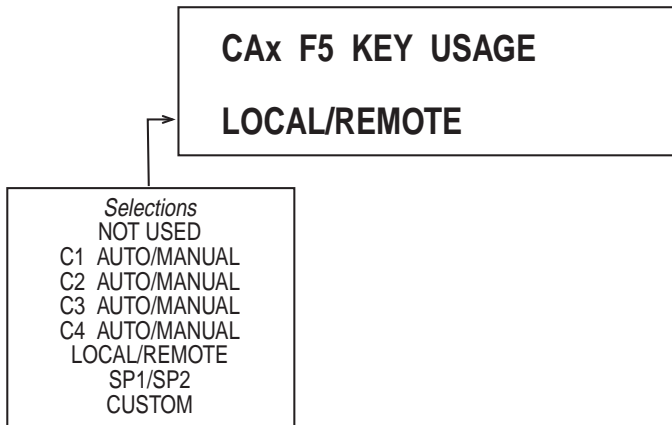 CAx F5 KEY USAGE
LOCAL/REMOTE
Selections
NOT USED
C1 AUTO/MANUAL
C2 AUTO/MANUAL
C3 AUTO/MANUAL
C4 AUTO/MANUAL
LOCAL/REMOTE
SP1/SP2
CUSTOM